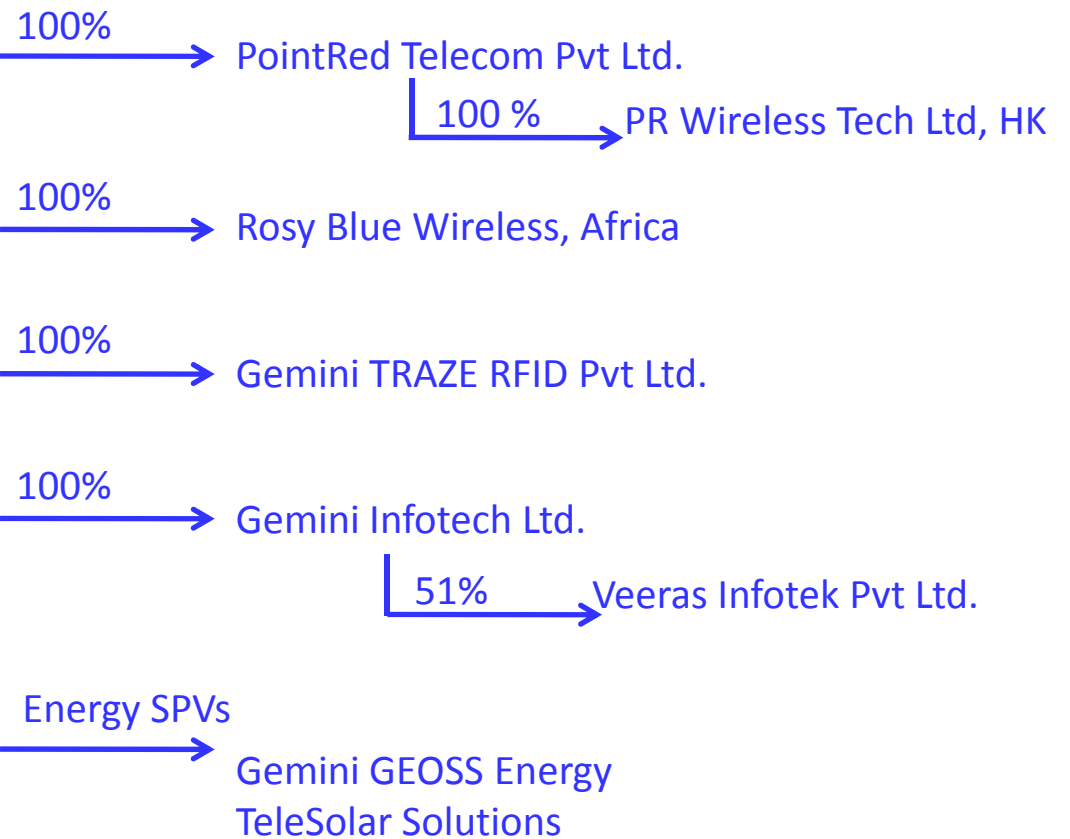 100%
PointRed Telecom Pvt Ltd.
100 %
PR Wireless Tech Ltd, HK
100%
Rosy Blue Wireless, Africa
100%
Gemini TRAZE RFID Pvt Ltd.
100%
Gemini Infotech Ltd.
51%
Veeras Infotek Pvt Ltd.
Energy SPVs
Gemini GEOSS Energy
TeleSolar Solutions